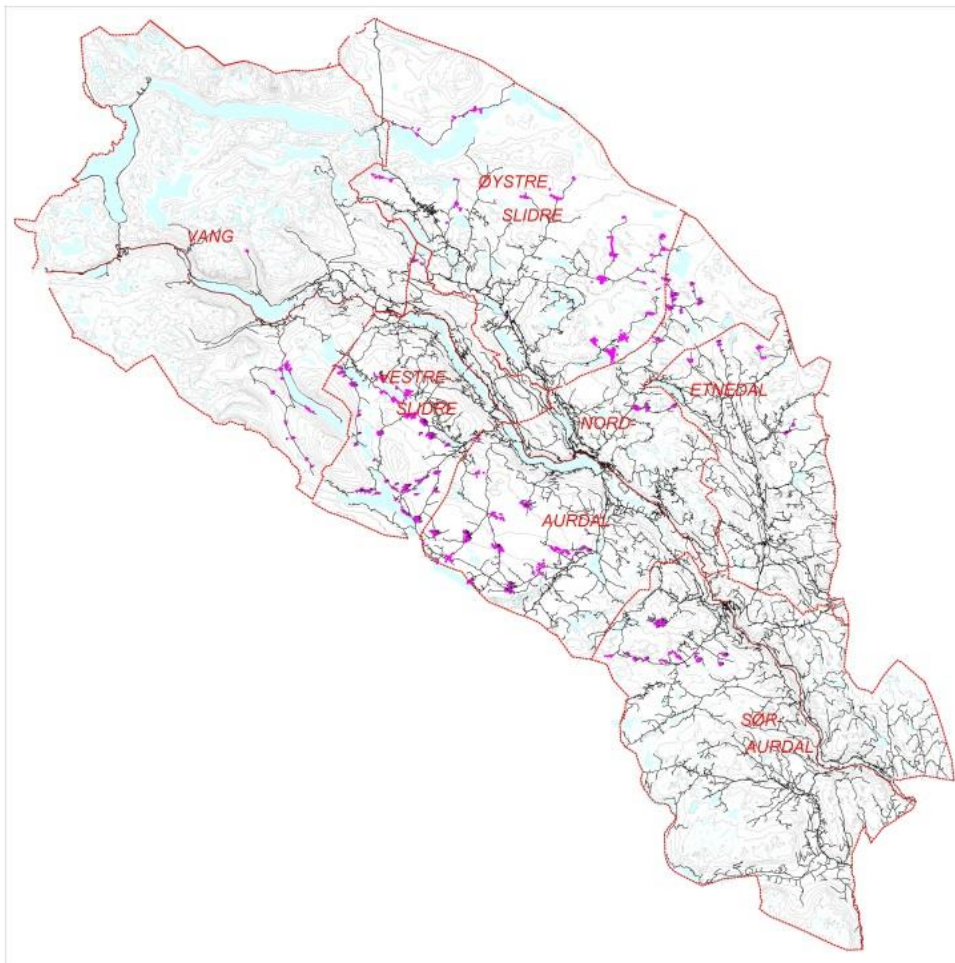 ØYSTRE
SLIDRE
VANG
VESTRE-
SLIDRE
ETNEDAL
NORD-
AURDAL
SØR-
AURDAL